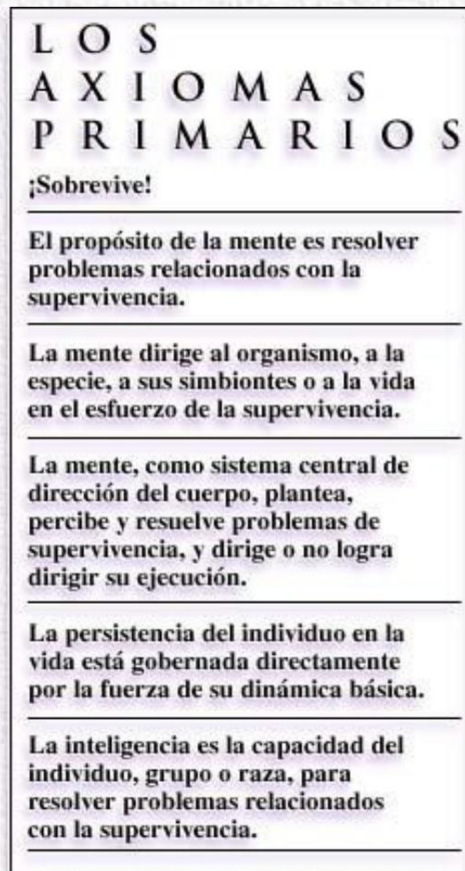 LOS
AXIOMAS
PRIMARIOS
¡Sobrevive!
El propósito de la mente es resolver
problemas relacionados con la
supervivencia.
La mente dirige al organismo, a la
especie, a sus simbiontes o a la vida
en el esfuerzo de la supervivencia.
La mente, como sistema central de
dirección del cuerpo, plantea,
percibe y resuelve problemas de
supervivencia, y dirige o no logra
dirigir su ejecución.
La persistencia del individuo en la
vida está gobernada directamente
por la fuerza de su dinámica básica.
La inteligencia es la capacidad del
individuo, grupo o raza, para
resolver problemas relacionados
con la supervivencia.